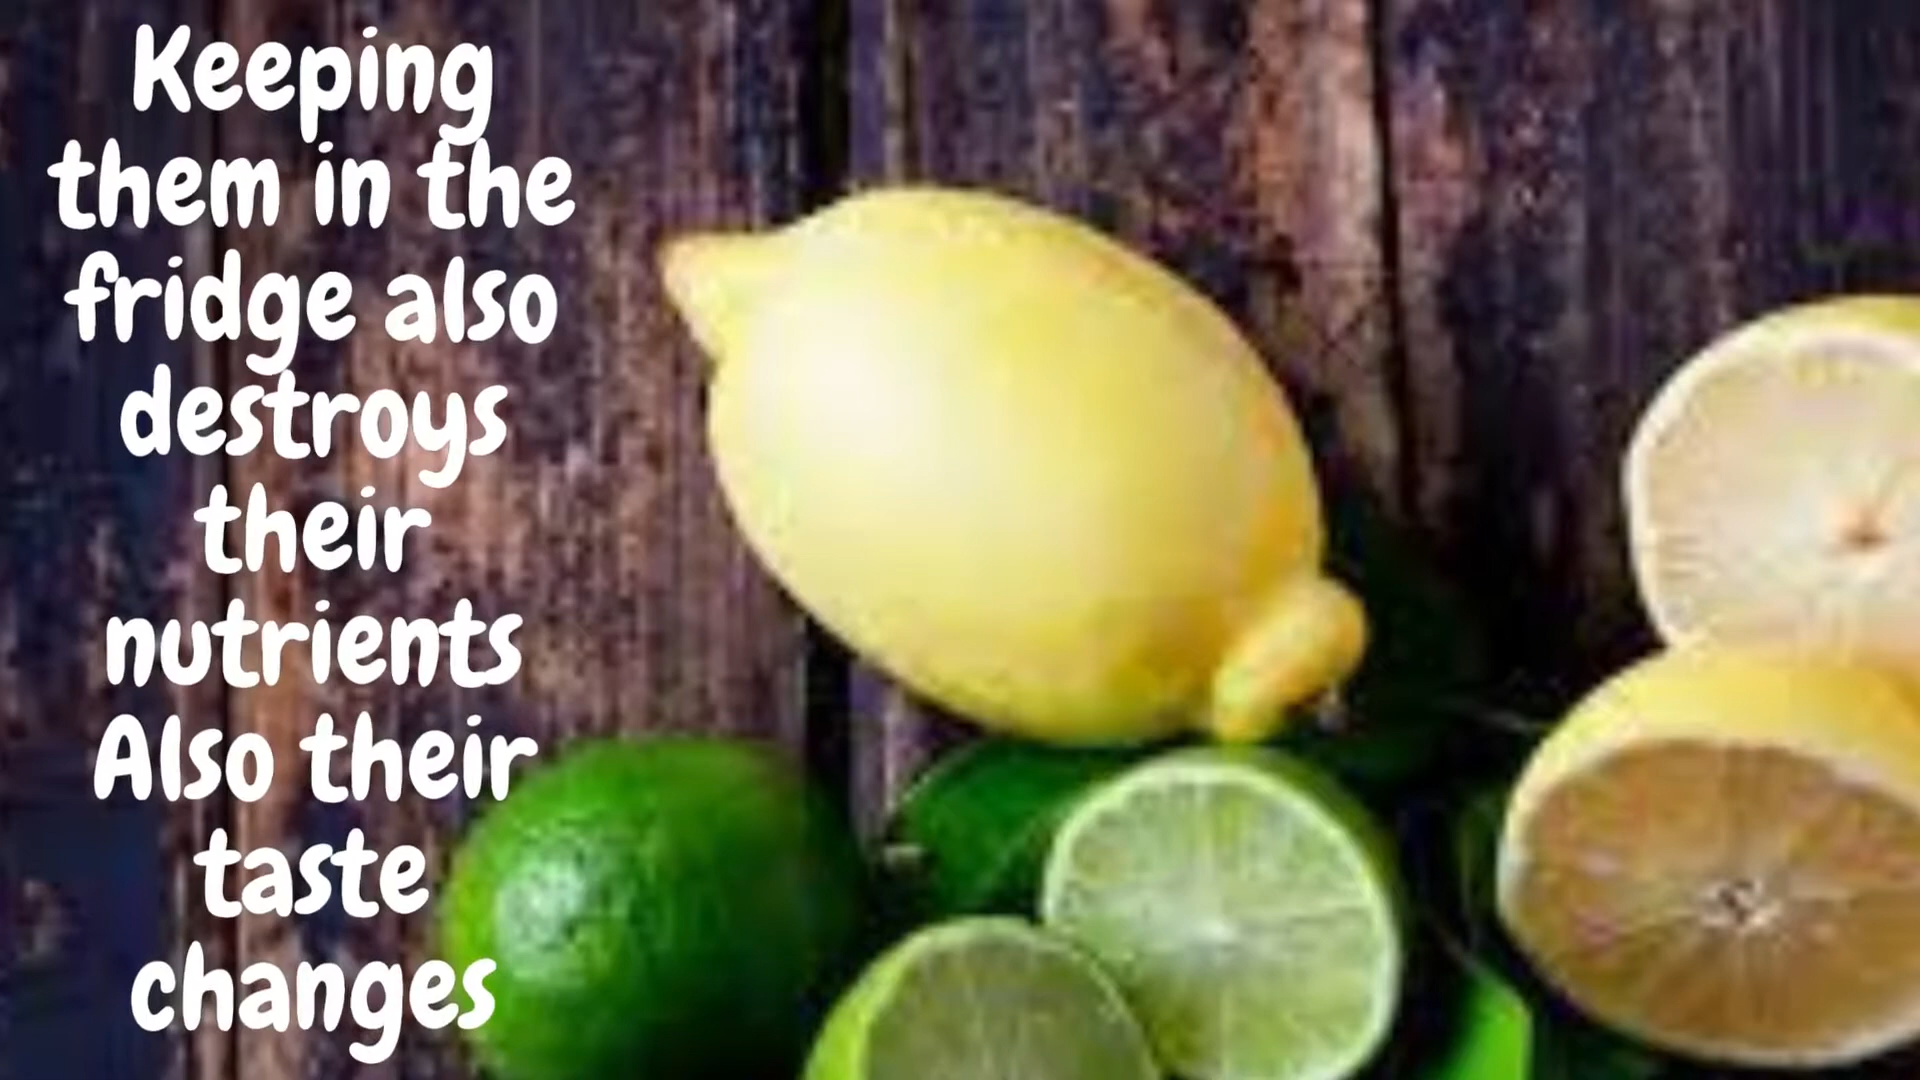 Keeping
them in the
fridge also
destroys
their
nutrients
Also their
taste
changes